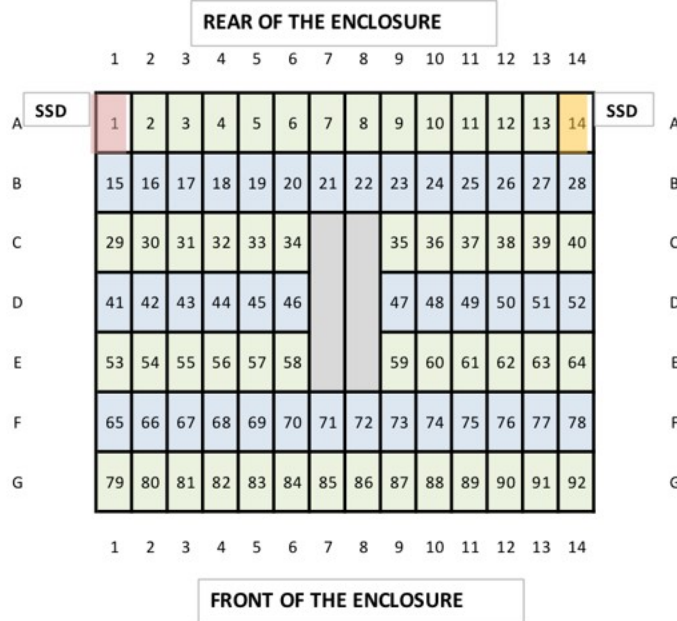 REAR OF THE ENCLOSURE
1 2 3 4 5 6 7 8 9 10 11 12 13 14
SSD SSD
A 1 2 3 4 5 6 7 8 9 10 11 12 13 14 A
B 15 16 17 18 19 20 21 22 23 24 25 26 27 28 B
C 29 30 31 32 33 34 35 36 37 38 39 40 C
D 41 42 43 44 45 46 47 48 49 50 51 52 D
E 53 54 55 56 57 58 59 60 61 62 63 64 E
F 65 66 67 68 69 70 71 72 73 74 75 76 77 78 F
G 79 80 81 82 83 84 85 86 87 88 89 90 91 92 G
1 2 3 4 5 6 7 8 9 10 11 12 13 14
FRONT OF THE ENCLOSURE